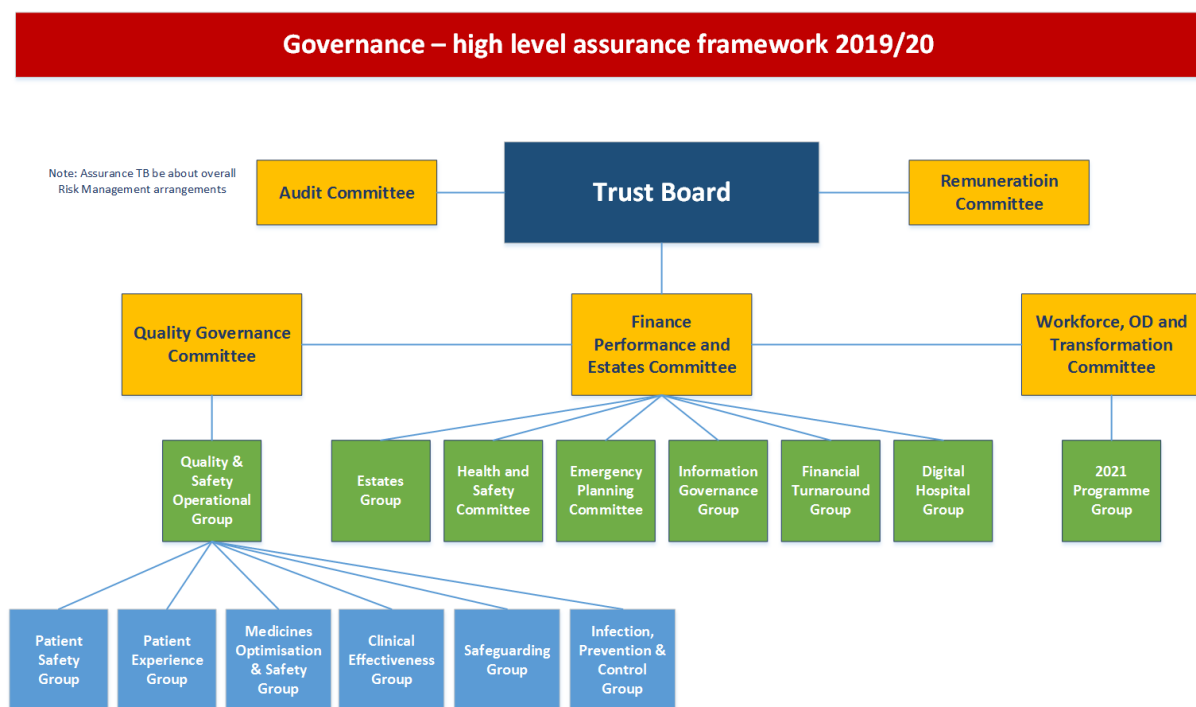 Governance – high level assurance framework 2019/20
Note: Assurance TB be about overall
Risk Management arrangements
Audit Committee
Trust Board
Remuneratioin
Committee
Quality Governance
Committee
Finance
Performance and
Estates Committee
Workforce, OD and
Transformation
Committee
Quality &
Safety
Operational
Group
Estates
Group
Health and
Safety
Committee
Emergency
Planning
Committee
Information
Governance
Group
Financial
Turnaround
Group
Digital
Hospital
Group
2021
Programme
Group
Patient
Safety
Group
Patient
Experience
Group
Medicines
Optimisation
& Safety
Group
Clinical
Effectiveness
Group
Safeguarding
Group
Infection,
Prevention &
Control
Group